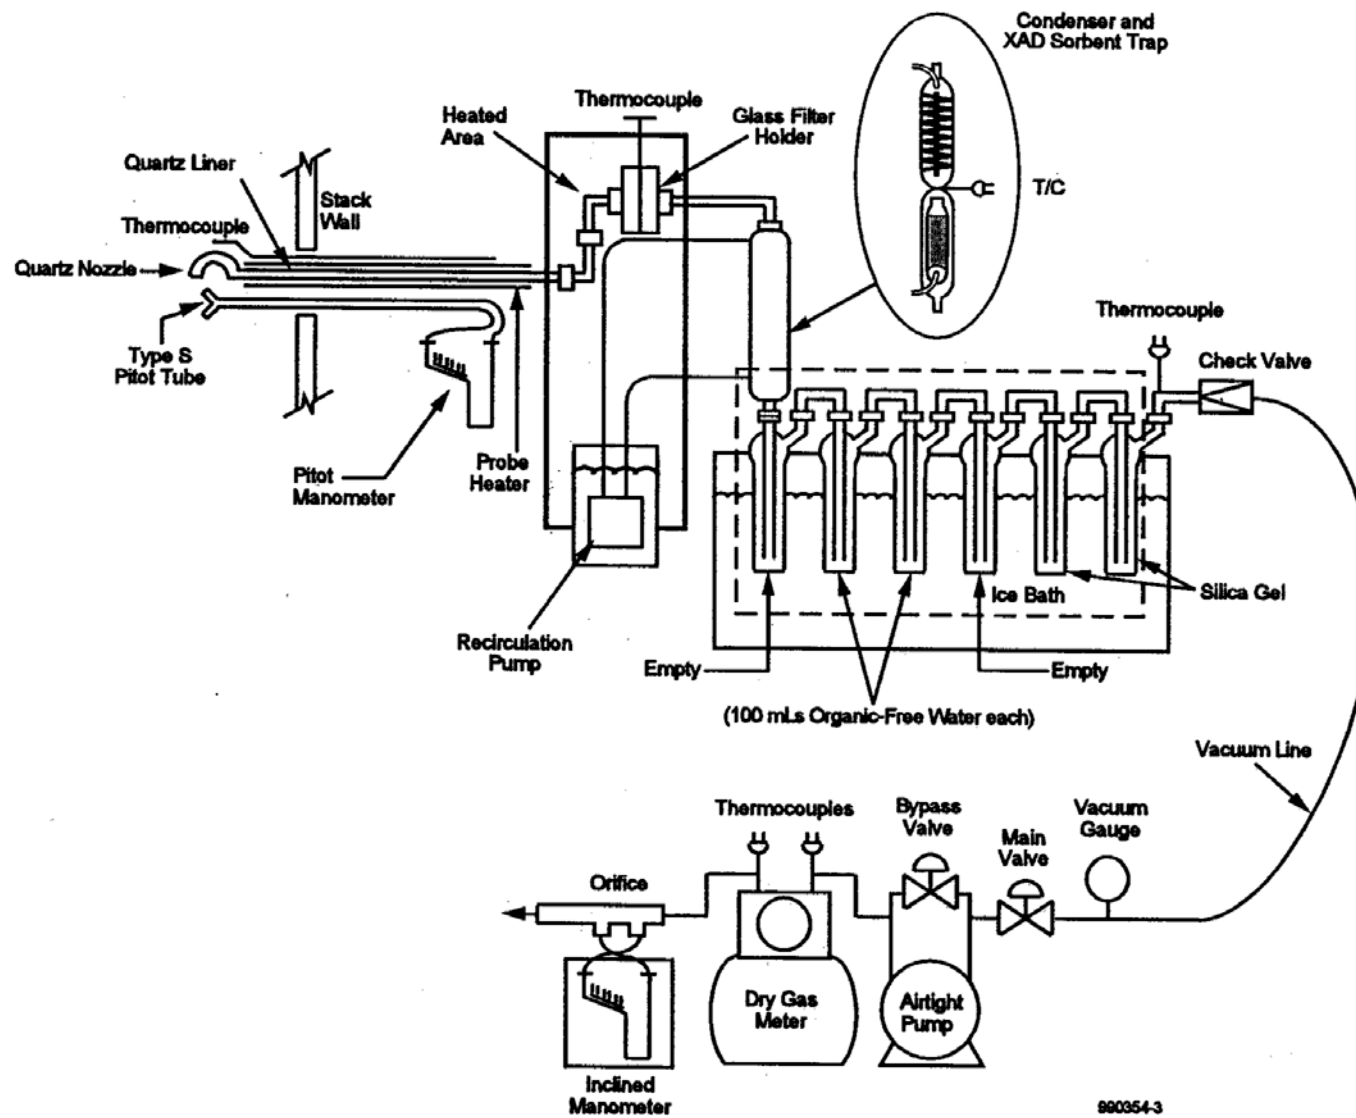 Condenser and
XAD Sorbent Trap
Thermocouple
Heated
Area
Glass Filter
Holder
Quartz Liner
Stack
Wall
T/C
Thermocouple
Quartz Nozzle
Thermocouple
Type S
Pitot Tube
Check Valve
Pitot
Manometer
Probe
Heater
Ice Bath
Silica Gel
Recirculation
Pump
Empty
Empty
(100 mLs Organic-Free Water each)
Vacuum Line
Thermocouples
Bypass
Valve
Vacuum
Gauge
Main
Valve
Orifice
Dry Gas
Meter
Airtight
Pump
Inclined
Manometer
990354-3